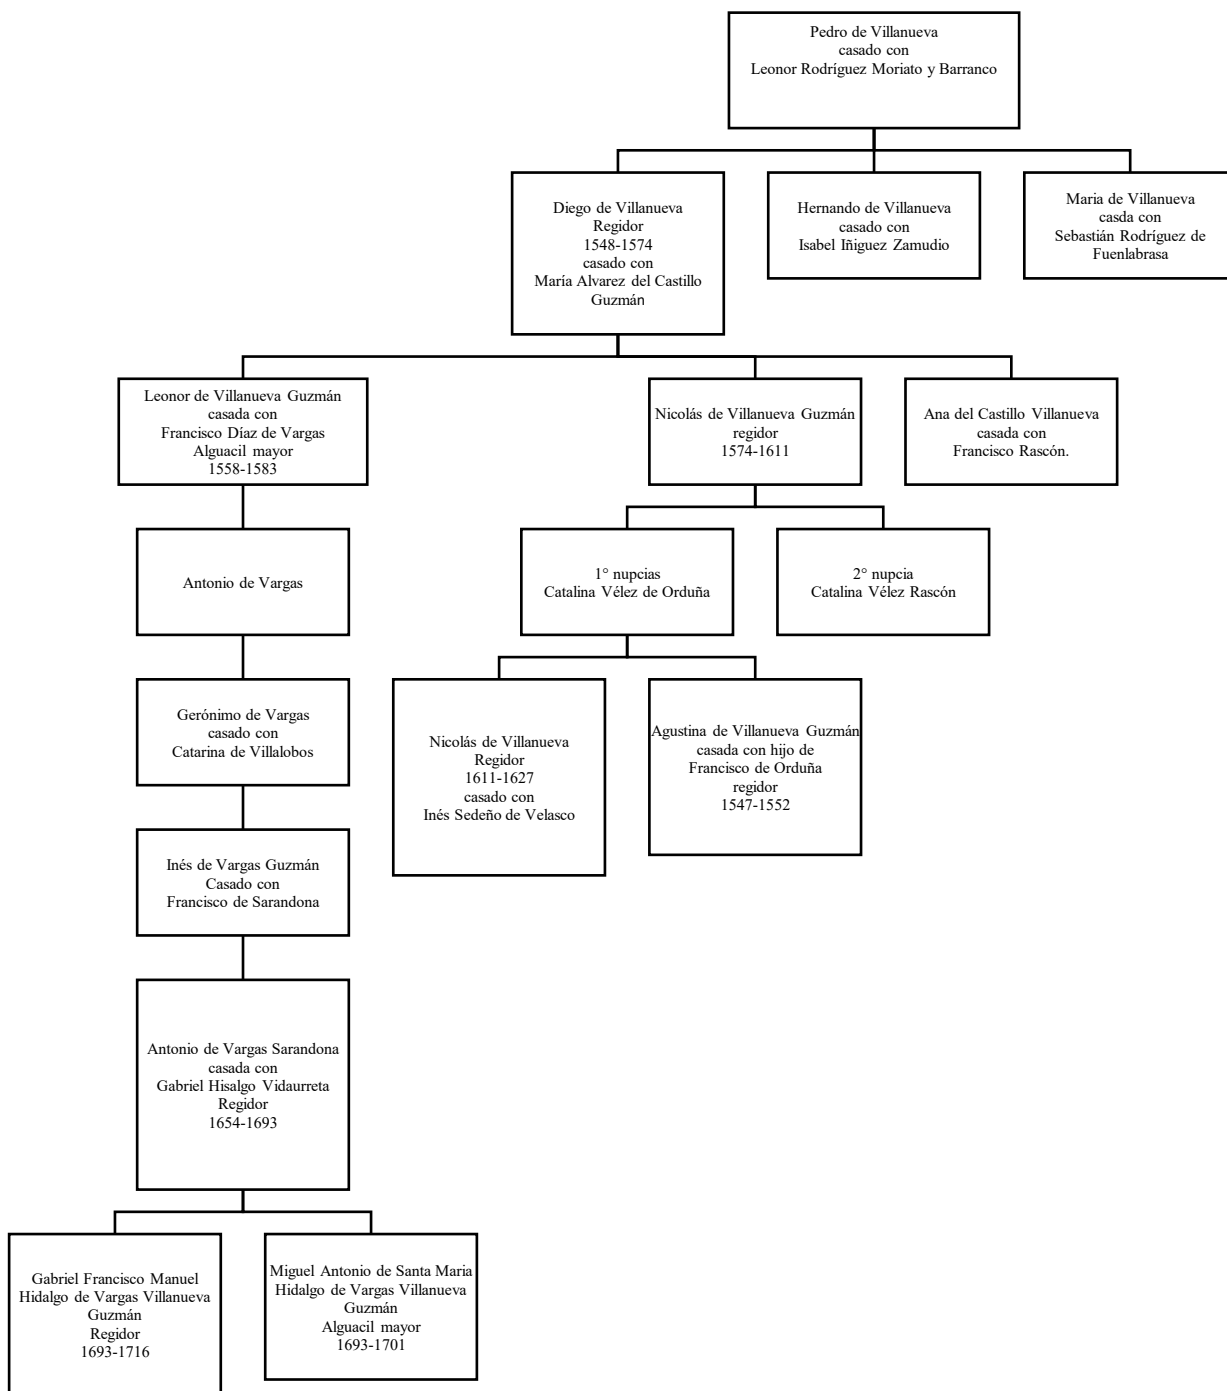 Pedro de Villanueva
casado con
Leonor Rodríguez Moriato y Barranco
Diego de Villanueva
Regidor
1548-1574
casado con
María Alvarez del Castillo
Guzmán
Hernando de Villanueva
casado con
Isabel Iñiguez Zamudio
Maria de Villanueva
casda con
Sebastián Rodríguez de
Fuenlabrasa
Leonor de Villanueva Guzmán
casada con
Francisco Díaz de Vargas
Alguacil mayor
1558-1583
Nicolás de Villanueva Guzmán
regidor
1574-1611
Ana del Castillo Villanueva
casada con
Francisco Rascón.
Antonio de Vargas
1° nupcias
Catalina Vélez de Orduña
2° nupcia
Catalina Vélez Rascón
Gerónimo de Vargas
casado con
Catarina de Villalobos
Nicolás de Villanueva
Regidor
1611-1627
casado con
Inés Sedeño de Velasco
Agustina de Villanueva Guzmán
casada con hijo de
Francisco de Orduña
regidor
1547-1552
Inés de Vargas Guzmán
Casado con
Francisco de Sarandona
Antonio de Vargas Sarandona
casada con
Gabriel Hisalgo Vidaurreta
Regidor
1654-1693
Gabriel Francisco Manuel
Hidalgo de Vargas Villanueva
Guzmán
Regidor
1693-1716
Miguel Antonio de Santa Maria
Hidalgo de Vargas Villanueva
Guzmán
Alguacil mayor
1693-1701